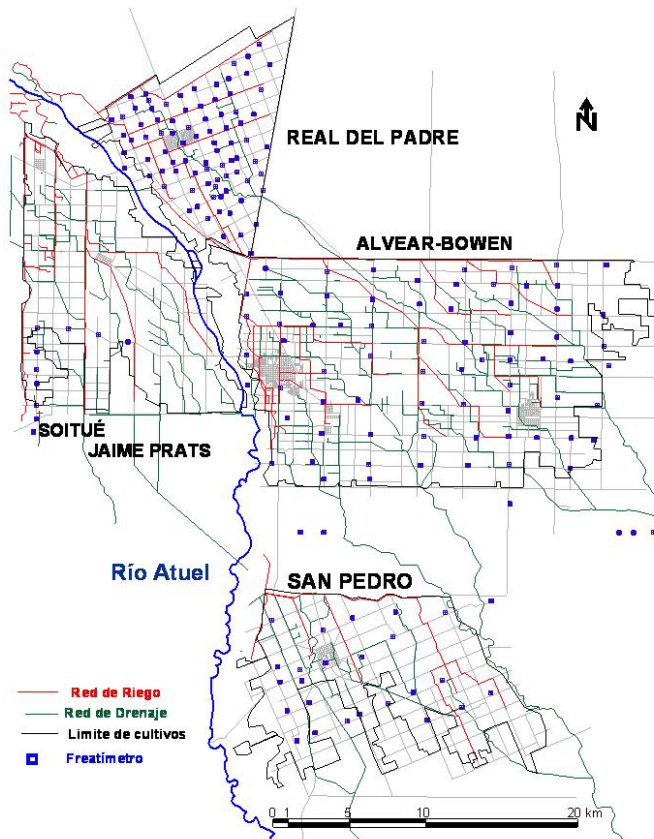 N
REAL DEL PADRE
ALVEAR-BOWEN
SOITUÉ
JAIME PRATS
Río Atuel
SAN PEDRO
Red de Riego
Red de Drenaje
Limite de cultivos
Freatímetro
0 1 5 10 20 km